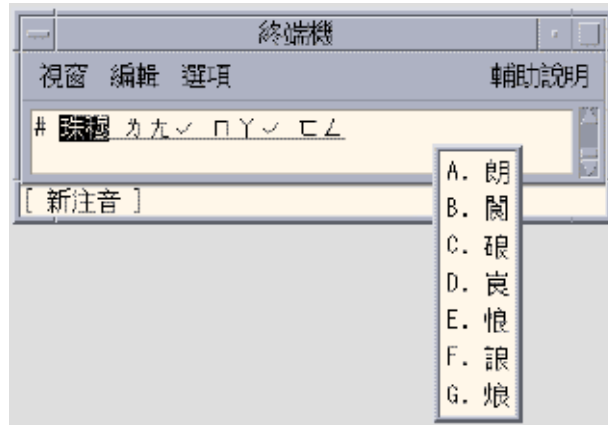 終端機
視窗 編輯 選項 輔助說明
# 珠穆 ㄌㄤˇ ㄇㄚˇ ㄈㄥ
[ 新注音 ]
A. 朗
B. 閬
C. 硠
D. 崀
E. 悢
F. 誏
G. 烺